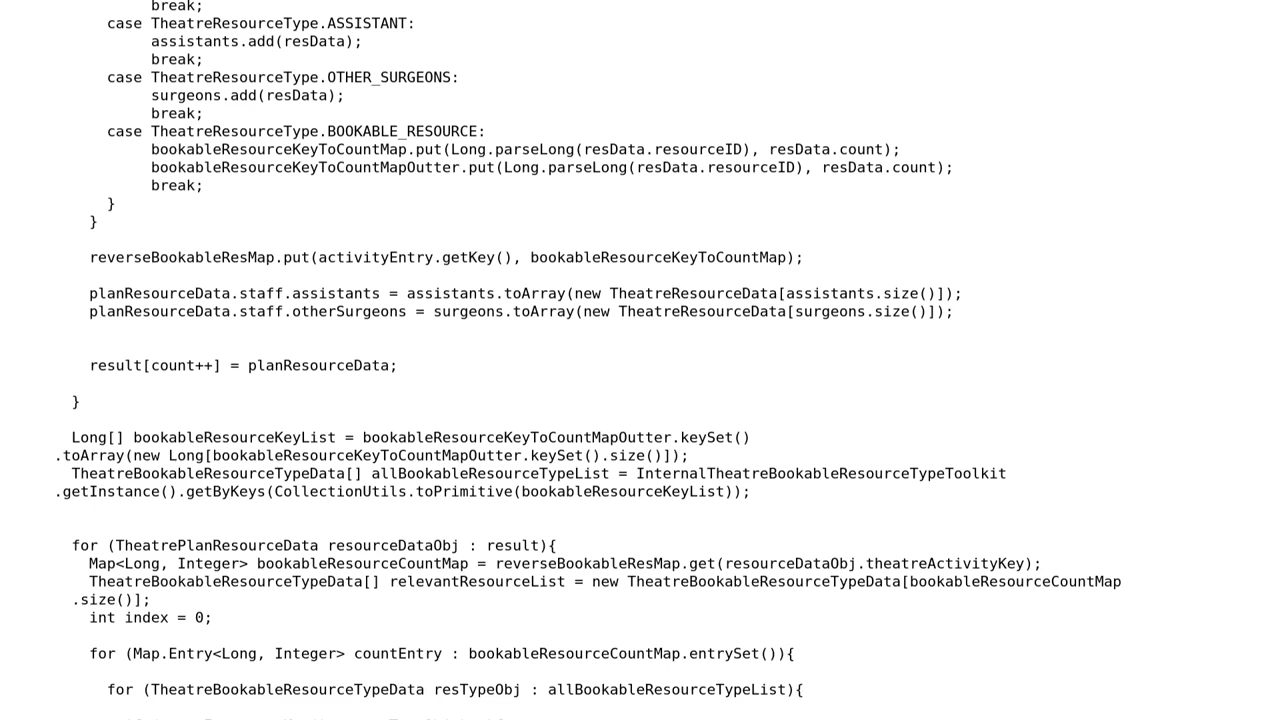 break;
case TheatreResourceType.ASSISTANT:
assistants.add(resData);
break;
case TheatreResourceType.OTHER_SURGEONS:
surgeons.add(resData);
break;
case TheatreResourceType.BOOKABLE_RESOURCE:
bookableResourceKeyToCountMap.put(Long.parseLong(resData.resourceID), resData.count);
bookableResourceKeyToCountMapOutter.put(Long.parseLong(resData.resourceID), resData.count);
break;
}
}
reverseBookableResMap.put(activityEntry.getKey(), bookableResourceKeyToCountMap);
planResourceData.staff.assistants = assistants.toArray(new TheatreResourceData[assistants.size()]);
planResourceData.staff.otherSurgeons = surgeons.toArray(new TheatreResourceData[surgeons.size()]);
result[count++] = planResourceData;
}
Long[] bookableResourceKeyList = bookableResourceKeyToCountMapOutter.keySet()
.toArray(new Long[bookableResourceKeyToCountMapOutter.keySet().size()]);
TheatreBookableResourceTypeData[] allBookableResourceTypeList = InternalTheatreBookableResourceTypeToolkit
.getInstance().getByKeys(CollectionUtils.toPrimitive(bookableResourceKeyList));
for (TheatrePlanResourceData resourceDataObj : result){
Map<Long, Integer> bookableResourceCountMap = reverseBookableResMap.get(resourceDataObj.theatreActivityKey);
TheatreBookableResourceTypeData[] relevantResourceList = new TheatreBookableResourceTypeData[bookableResourceCountMap
.size()];
int index = 0;
for (Map.Entry<Long, Integer> countEntry : bookableResourceCountMap.entrySet()){
for (TheatreBookableResourceTypeData resTypeObj : allBookableResourceTypeList){